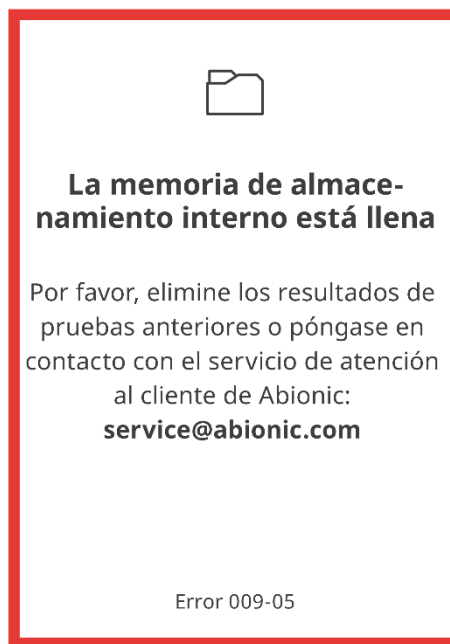 La memoria de almace-
namiento interno está llena
Por favor, elimine los resultados de
pruebas anteriores o póngase en
contacto con el servicio de atención
al cliente de Abionic:
service@abionic.com
Error 009-05